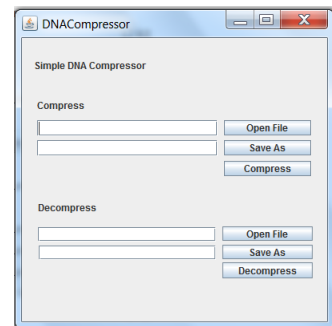 DNACompressor
Simple DNA Compressor
Compress
Open File
Save As
Compress
Decompress
Open File
Save As
Decompress